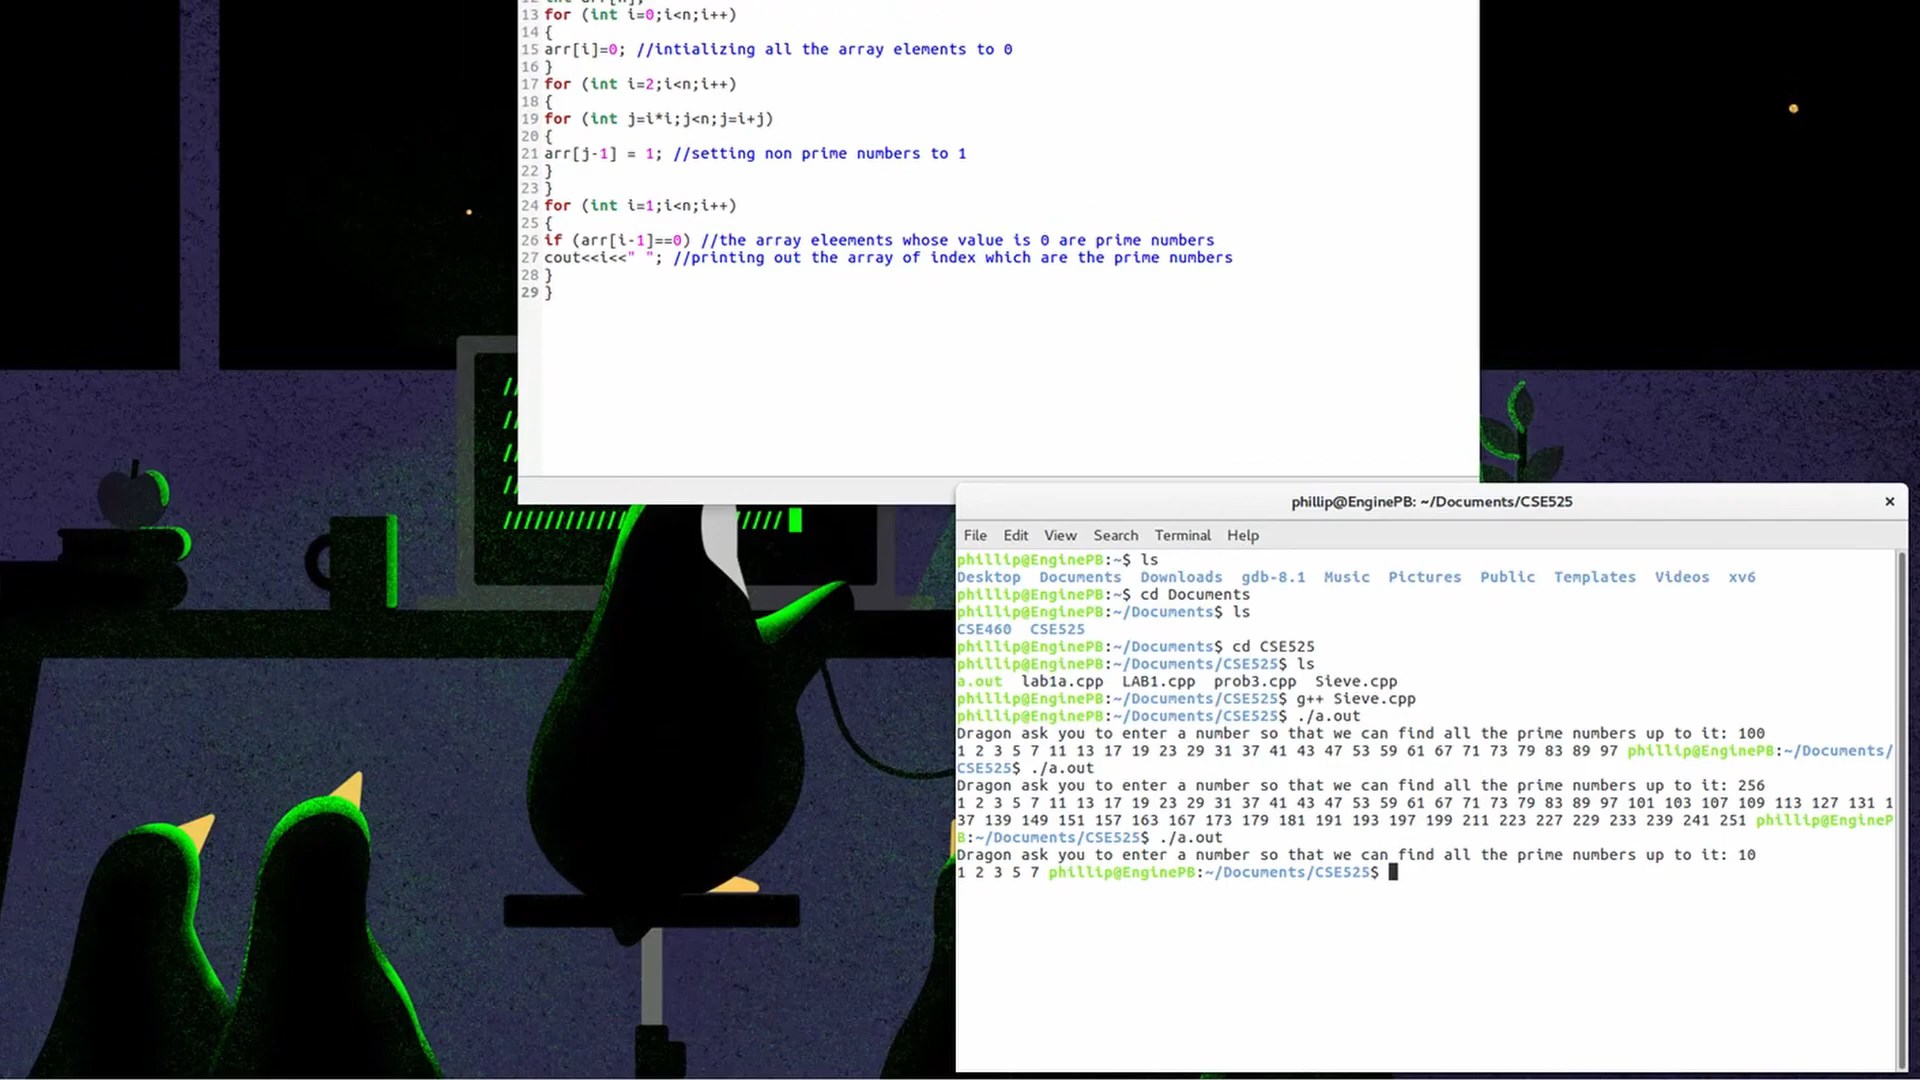 13 for (int i=0;i<n;i++)
14 {
15 arr[i]=0; //intializing all the array elements to 0
16 }
17 for (int i=2;i<n;i++)
18 {
19 for (int j=i*i;j<n;j=i+j)
20 {
21 arr[j-1] = 1; //setting non prime numbers to 1
22 }
23 }
24 for (int i=1;i<n;i++)
25 {
26 if (arr[i-1]==0) //the array eleements whose value is 0 are prime numbers
27 cout<<i<<" "; //printing out the array of index which are the prime numbers
28 }
29 }
phillip@EnginePB: ~/Documents/CSE525
File Edit View Search Terminal Help
phillip@EnginePB:~$ ls
Desktop Documents Downloads gdb-8.1 Music Pictures Public Templates Videos xv6
phillip@EnginePB:~$ cd Documents
phillip@EnginePB:~/Documents$ ls
CSE460 CSE525
phillip@EnginePB:~/Documents$ cd CSE525
phillip@EnginePB:~/Documents/CSE525$ ls
a.out lab1a.cpp LAB1.cpp prob3.cpp Sieve.cpp
phillip@EnginePB:~/Documents/CSE525$ g++ Sieve.cpp
phillip@EnginePB:~/Documents/CSE525$ ./a.out
Dragon ask you to enter a number so that we can find all the prime numbers up to it: 100
1 2 3 5 7 11 13 17 19 23 29 31 37 41 43 47 53 59 61 67 71 73 79 83 89 97 phillip@EnginePB:~/Documents/
CSE525$ ./a.out
Dragon ask you to enter a number so that we can find all the prime numbers up to it: 256
1 2 3 5 7 11 13 17 19 23 29 31 37 41 43 47 53 59 61 67 71 73 79 83 89 97 101 103 107 109 113 127 131 1
37 139 149 151 157 163 167 173 179 181 191 193 197 199 211 223 227 229 233 239 241 251 phillip@EngineP
B:~/Documents/CSE525$ ./a.out
Dragon ask you to enter a number so that we can find all the prime numbers up to it: 10
1 2 3 5 7 phillip@EnginePB:~/Documents/CSE525$